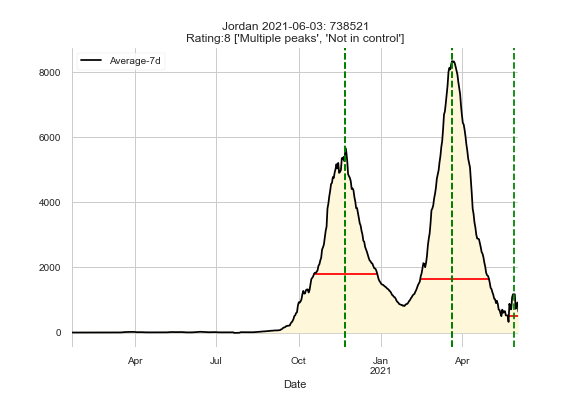 Jordan 2021-06-03: 738521
Rating:8 ['Multiple peaks', 'Not in control']
Average-7d
8000
6000
4000
2000
0
Apr
Jul
Oct
Jan
2021
Apr
Date